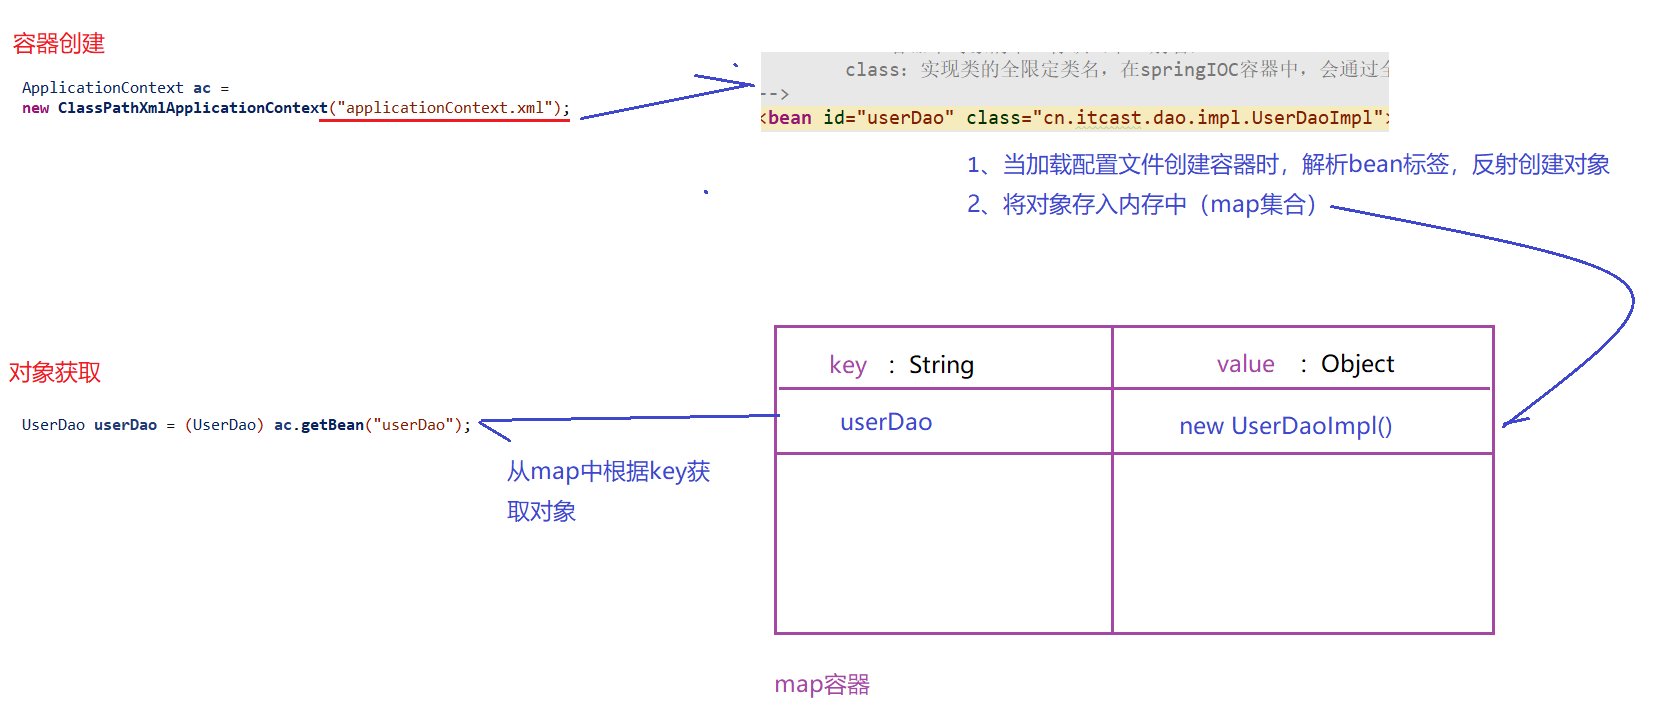 容器创建
ApplicationContext ac =
new ClassPathXmlApplicationContext("applicationContext.xml");
class: 实现类的全限定类名，在springIOC容器中，会通过全
-->
<bean id="userDao" class="cn.itcast.dao.impl.UserDaoImpl">
1、当加载配置文件创建容器时，解析bean标签，反射创建对象
2、将对象存入内存中（map集合）
对象获取
UserDao userDao = (UserDao) ac.getBean("userDao");
从map中根据key获
取对象
key : String
value : Object
userDao
new UserDaoImpl()
map容器